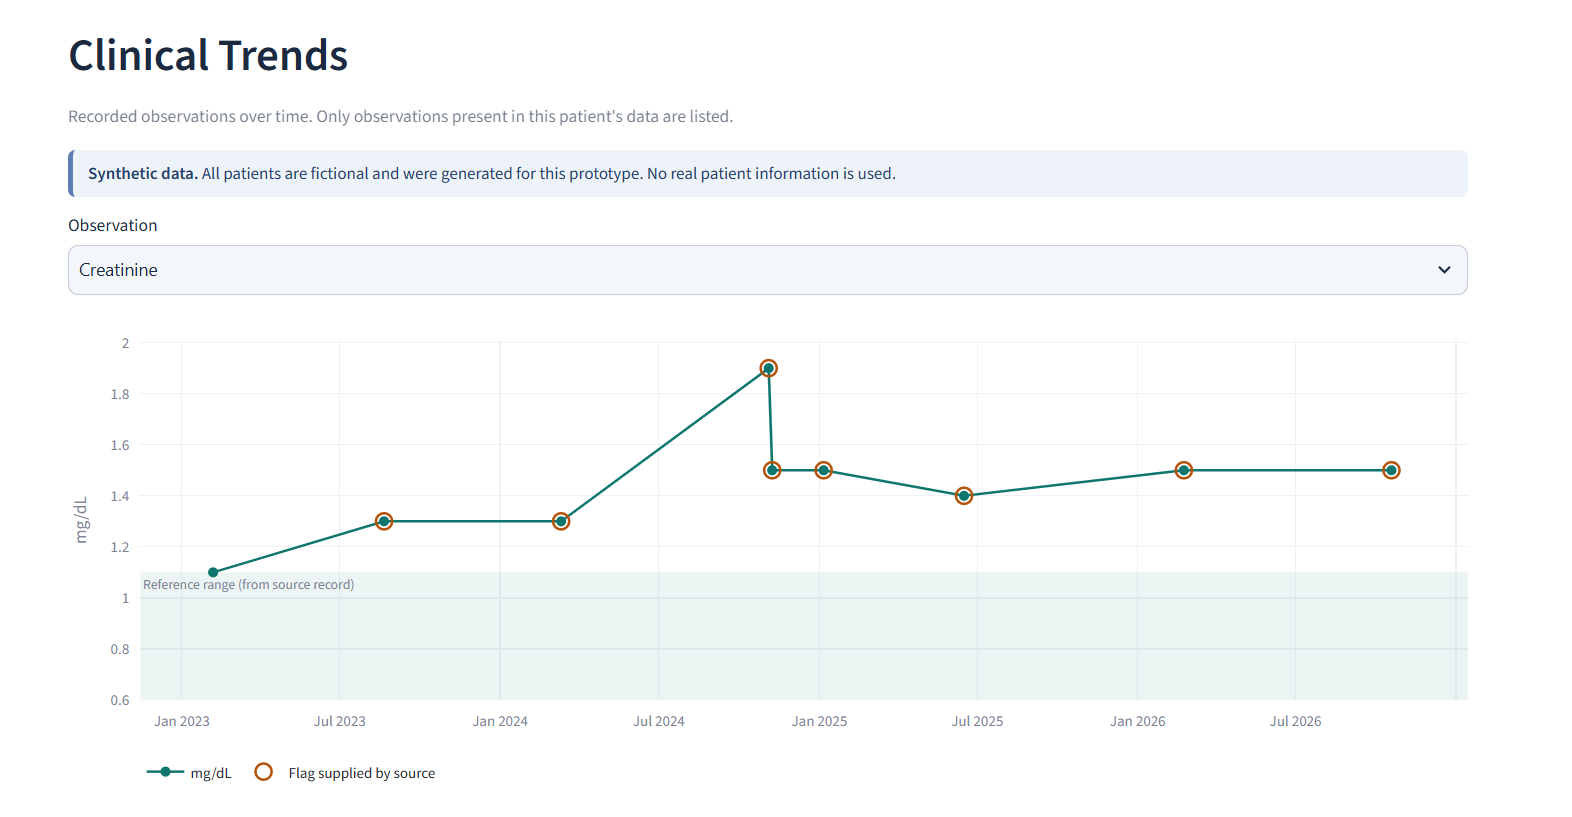 Clinical Trends
Recorded observations over time. Only observations present in this patient's data are listed.
Synthetic data. All patients are fictional and were generated for this prototype. No real patient information is used.
Observation
Creatinine
2
1.8
1.6
1.4
1.2
1
0.8
0.6
mg/dL
Reference range (from source record)
Jan 2023 Jul 2023 Jan 2024 Jul 2024 Jan 2025 Jul 2025 Jan 2026 Jul 2026
mg/dL Flag supplied by source